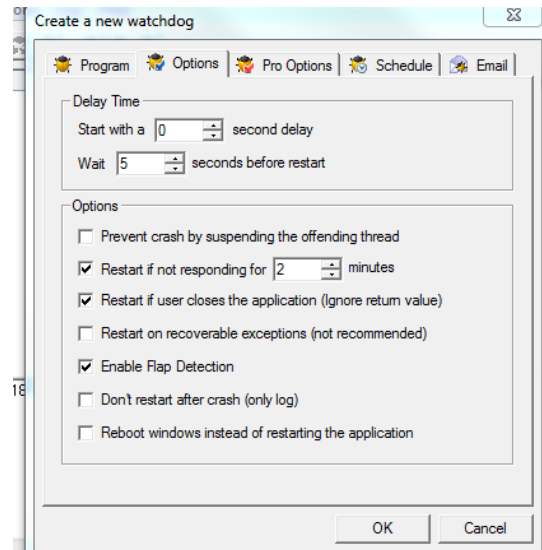 or
Create a new watchdog
Program Options Pro Options Schedule Email
Delay Time
Start with a 0 second delay
Wait 5 seconds before restart
Options
Prevent crash by suspending the offending thread
Restart if not responding for 2 minutes
Restart if user closes the application (Ignore return value)
Restart on recoverable exceptions (not recommended)
Enable Flap Detection
Don't restart after crash (only log)
18
Reboot windows instead of restarting the application
OK Cancel